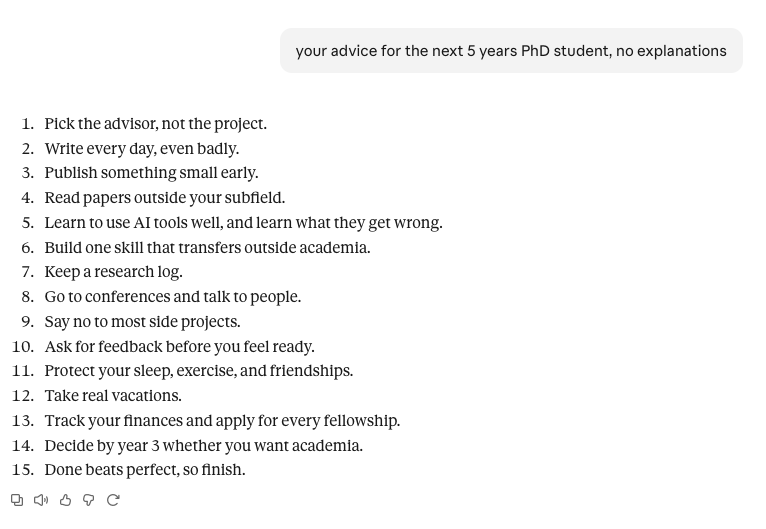 your advice for the next 5 years PhD student, no explanations
1. Pick the advisor, not the project.
2. Write every day, even badly.
3. Publish something small early.
4. Read papers outside your subfield.
5. Learn to use AI tools well, and learn what they get wrong.
6. Build one skill that transfers outside academia.
7. Keep a research log.
8. Go to conferences and talk to people.
9. Say no to most side projects.
10. Ask for feedback before you feel ready.
11. Protect your sleep, exercise, and friendships.
12. Take real vacations.
13. Track your finances and apply for every fellowship.
14. Decide by year 3 whether you want academia.
15. Done beats perfect, so finish.